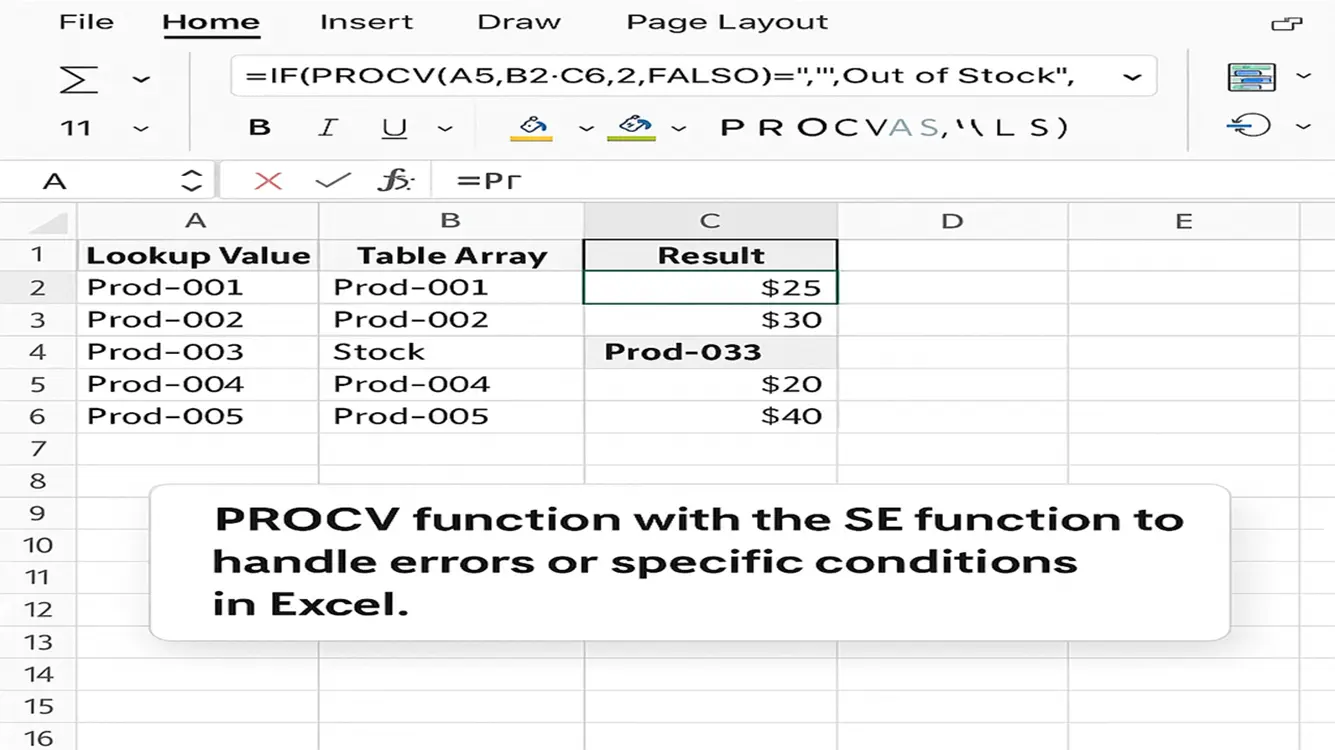 File Insert Draw Page Layout
Home
=IF(PROCV(A5,B2·C6,2,FALSO)="","',Out of Stock",
11 B I U PROCVAS,'\(LS)
A fs: =Pr
A B C D E
1 Lookup Value Table Array Result
2 Prod-001 Prod-001 $25
3 Prod-002 Prod-002 $30
4 Prod-003 Stock Prod-033
5 Prod-004 Prod-004 $20
6 Prod-005 Prod-005 $40
7
8
9
10
11
12
13
14
15
16
PROCV function with the SE function to
handle errors or specific conditions
in Excel.